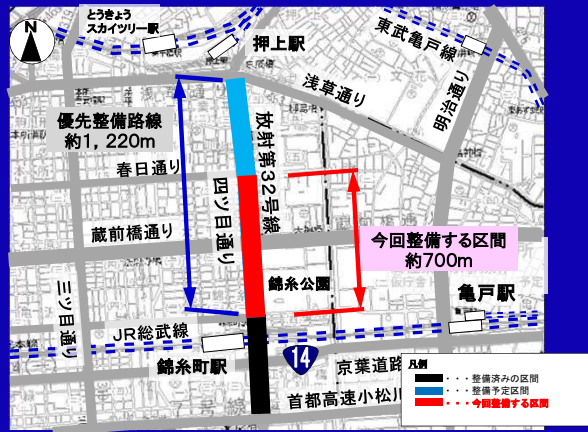 N
とうきょう
スカイツリー駅
押上駅
東武亀戸線
浅草通り
明治通り
優先整備路線
約1,220m
放射第32号線
春日通り
四ツ目通り
蔵前橋通り
今回整備する区間
約700m
錦糸公園
三ツ目通り
亀戸駅
JR総武線
錦糸町駅
14
京葉道路
首都高速小松川
凡例
・・・整備済みの区間
・・・整備予定区間
・・・今回整備する区間